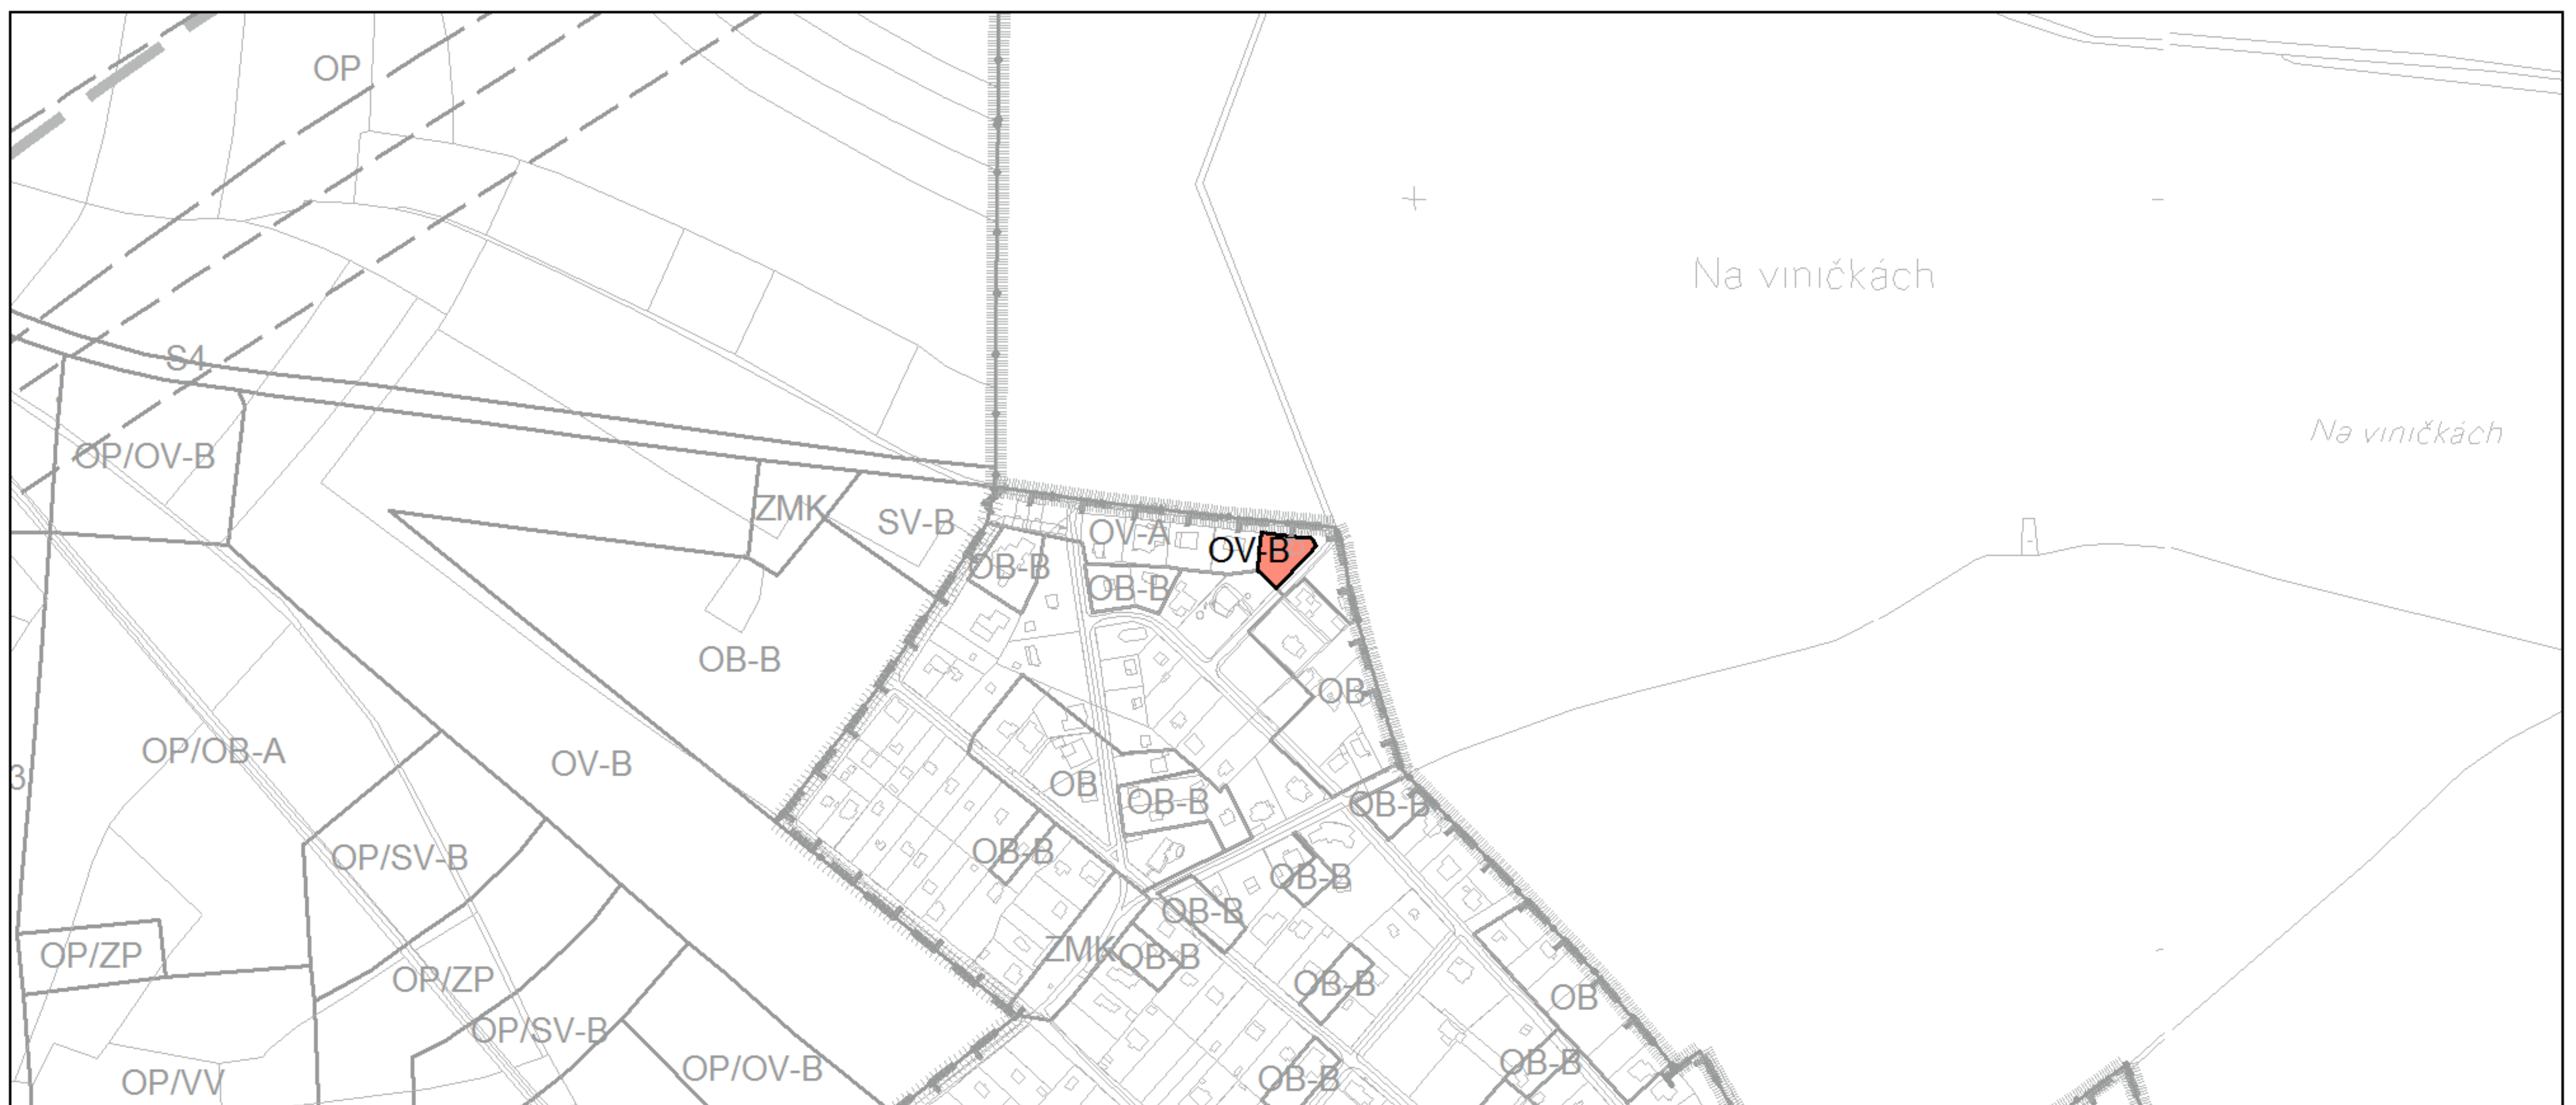 OP
Na viničkách
S4
Na viničkách
OP/OV-B
ZMK
SV-B
OV-A
OV-B
OB-B
OB-B
OB-B
OB
OP/OB-A
OV-B
3
OB
OB-B
OB-B
OB-B
OP/SV-B
OB-B
OB-B
ZMK
OB-B
OP/ZP
OP/ZP
OB-B
OB
OP/SV-B
OP/OV-B
OB-B
OB-B
OP/VV